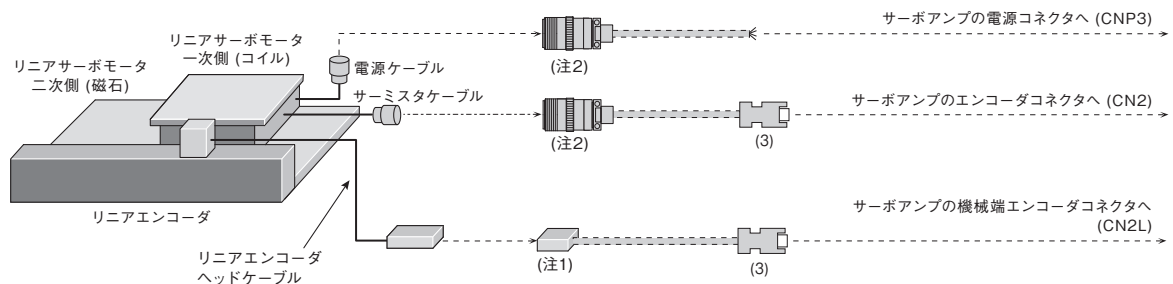 サーボアンプの電源コネクタへ (CNP3)
リニアサーボモータ
一次側 (コイル)
(注2)
電源ケーブル
リニアサーボモータ
二次側 (磁石)
サーミスタケーブル
サーボアンプのエンコーダコネクタへ (CN2)
(注2)
(3)
リニアエンコーダ
サーボアンプの機械端エンコーダコネクタへ
(CN2L)
リニアエンコーダ
ヘッドケーブル
(注1)
(3)